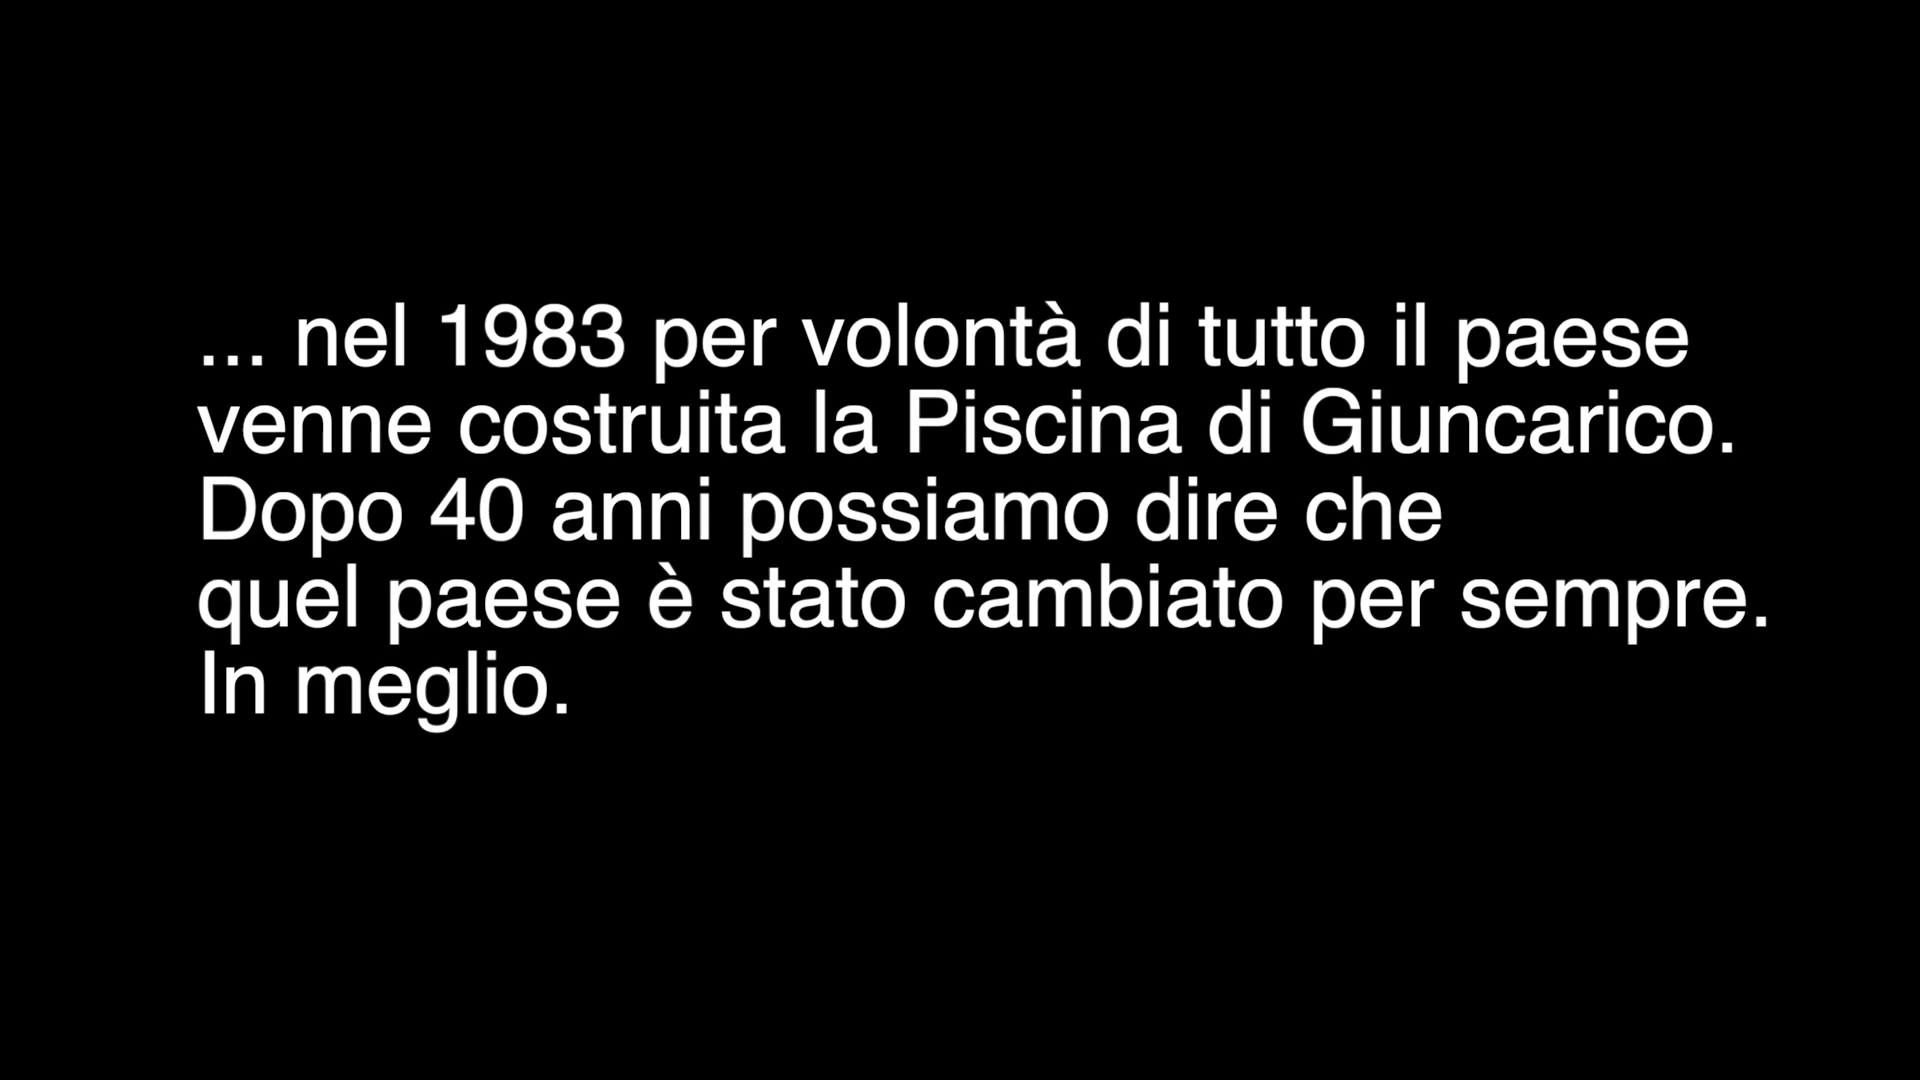 ... nel 1983 per volontà di tutto il paese
venne costruita la Piscina di Giuncarico.
Dopo 40 anni possiamo dire che
quel paese è stato cambiato per sempre.
In meglio.